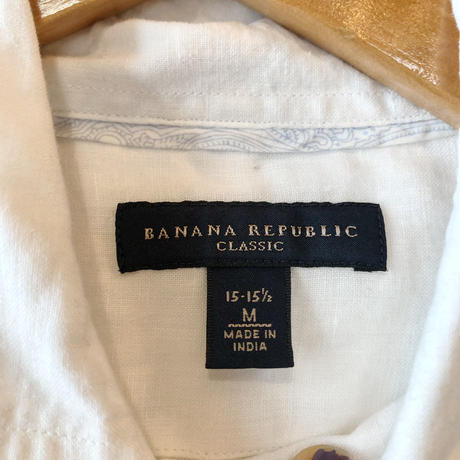 BANANA REPUBLIC
CLASSIC
15-15½
M
MADE IN
INDIA